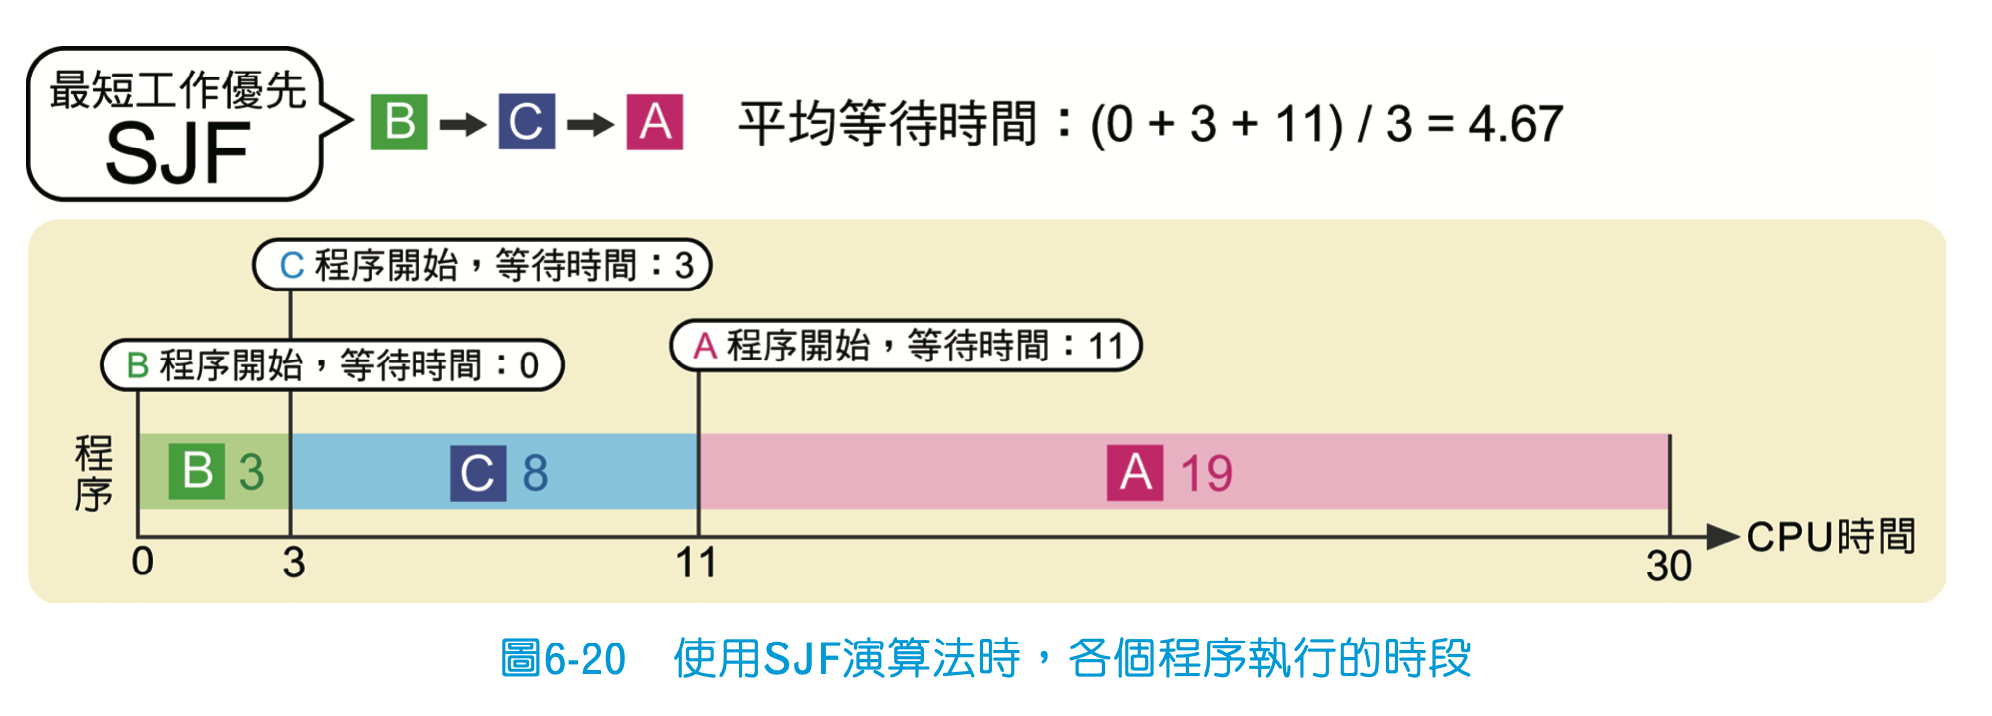 最短工作優先
SJF
B → C → A
平均等待時間：(0 + 3 + 11) / 3 = 4.67
C 程序開始，等待時間：3
A 程序開始，等待時間：11
B 程序開始，等待時間：0
程序
B 3
C 8
A 19
0
3
11
30
CPU時間
圖6-20　使用SJF演算法時，各個程序執行的時段